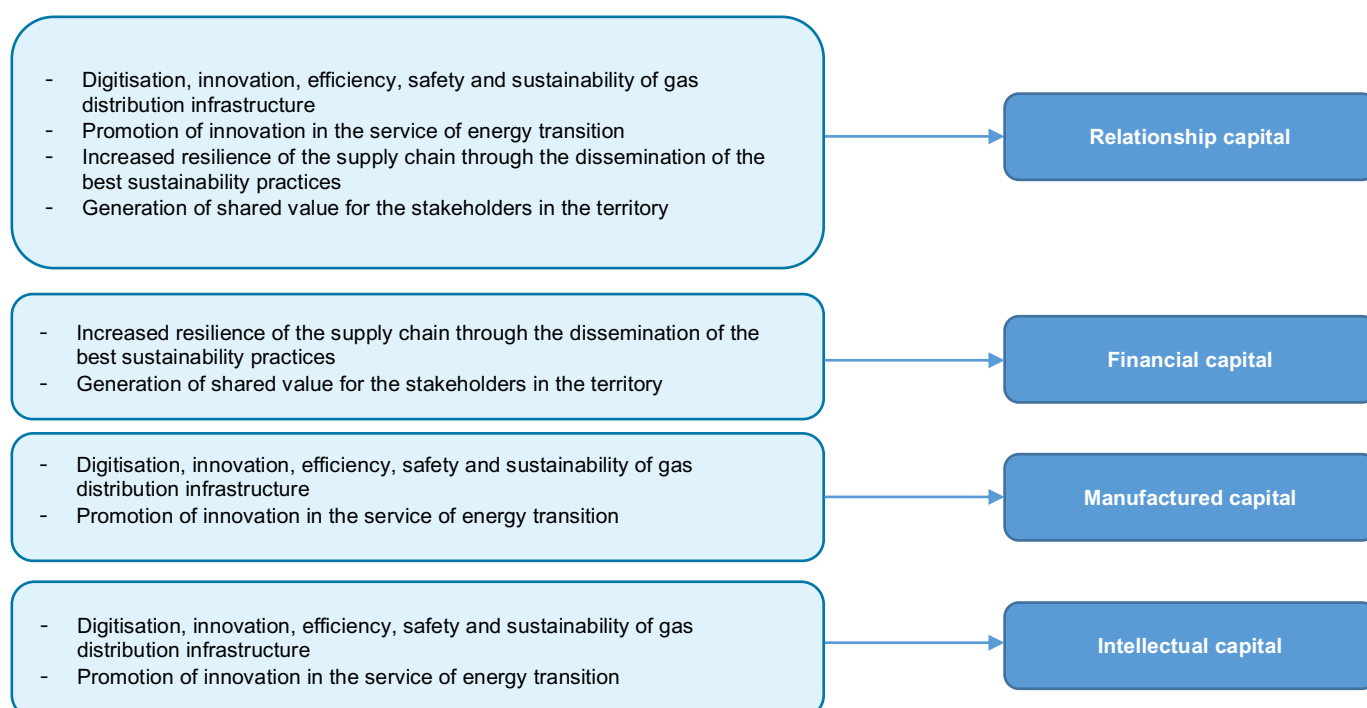 - Digitisation, innovation, efficiency, safety and sustainability of gas
distribution infrastructure
- Promotion of innovation in the service of energy transition
- Increased resilience of the supply chain through the dissemination of the
best sustainability practices
- Generation of shared value for the stakeholders in the territory
Relationship capital
- Increased resilience of the supply chain through the dissemination of the
best sustainability practices
- Generation of shared value for the stakeholders in the territory
Financial capital
- Digitisation, innovation, efficiency, safety and sustainability of gas
distribution infrastructure
- Promotion of innovation in the service of energy transition
Manufactured capital
- Digitisation, innovation, efficiency, safety and sustainability of gas
distribution infrastructure
- Promotion of innovation in the service of energy transition
Intellectual capital